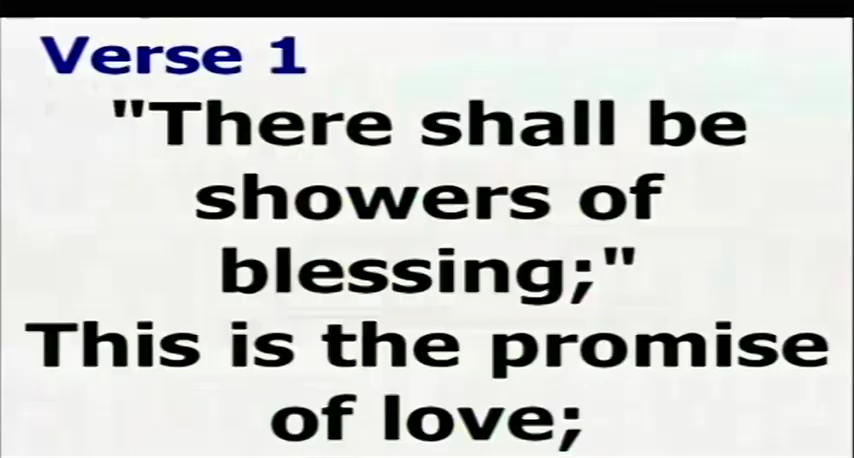 Verse 1
"There shall be
showers of
blessing;"
This is the promise
of love;